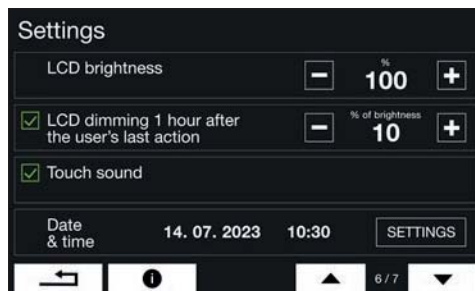 Settings
LCD brightness
%
− 100 +
LCD dimming 1 hour after
the user's last action
% of brightness
− 10 +
Touch sound
Date
& time
14. 07. 2023 10:30 SETTINGS
6/7